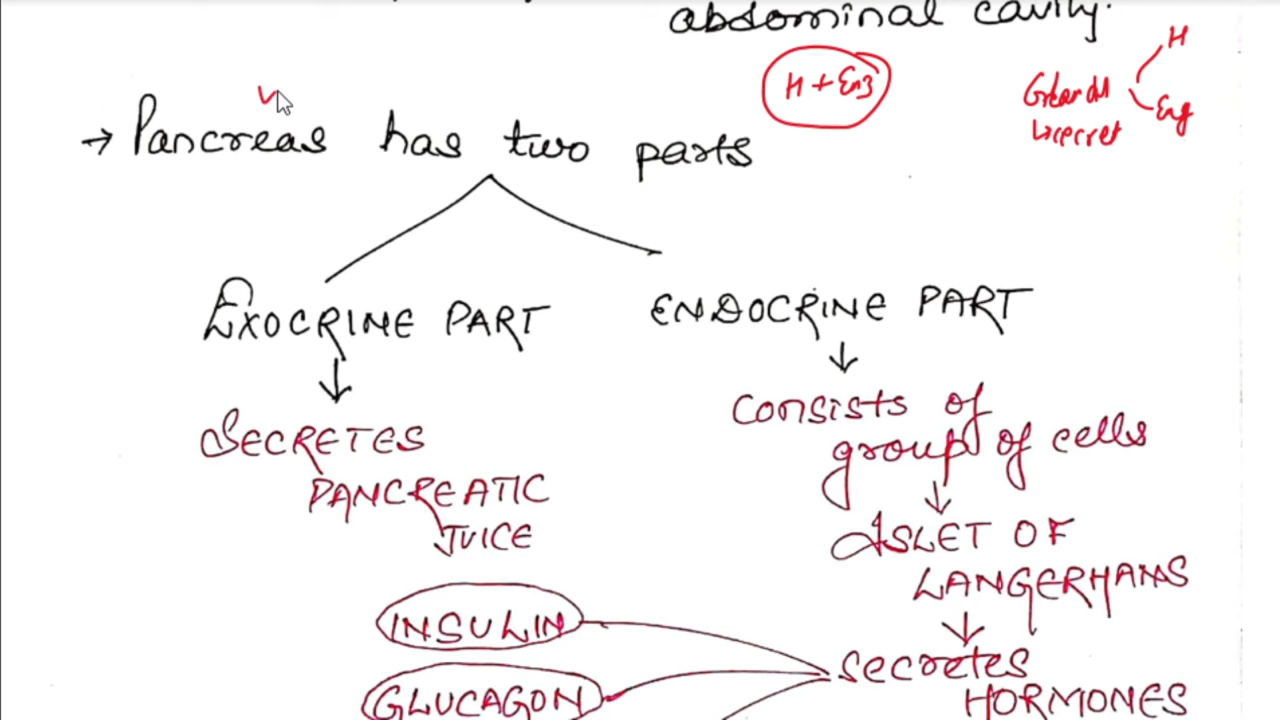 abdominal cavity.
H + Enz
H
Enz
→ Pancreas has two parts
EXOCRINE PART
ENDOCRINE PART
SECRETES
PANCREATIC
JUICE
Consists of
group of cells
ISLET OF
LANGERHANS
secretes
HORMONES
INSULIN
GLUCAGON